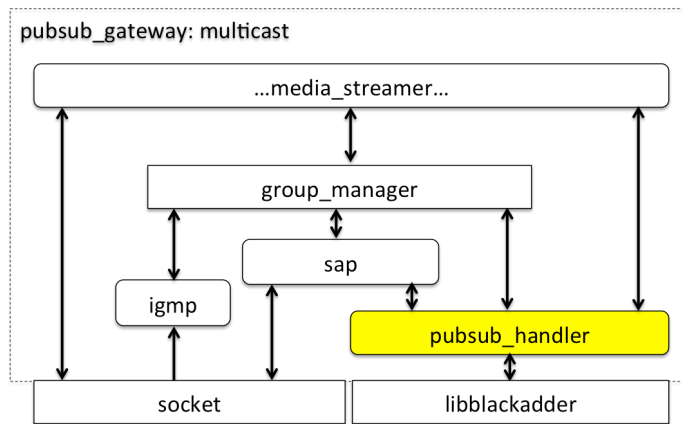 pubsub_gateway: multicast
...media_streamer...
group_manager
sap
igmp
pubsub_handler
socket
libblackadder